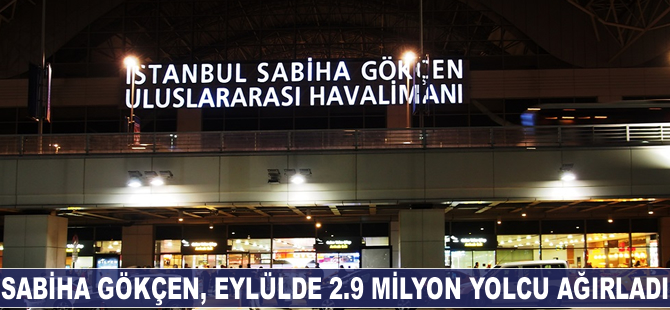 İSTANBUL SABİHA GÖKÇEN
ULUSLARARASI HAVALİMANI
SABİHA GÖKÇEN, EYLÜLDE 2.9 MİLYON YOLCU AĞIRLADI